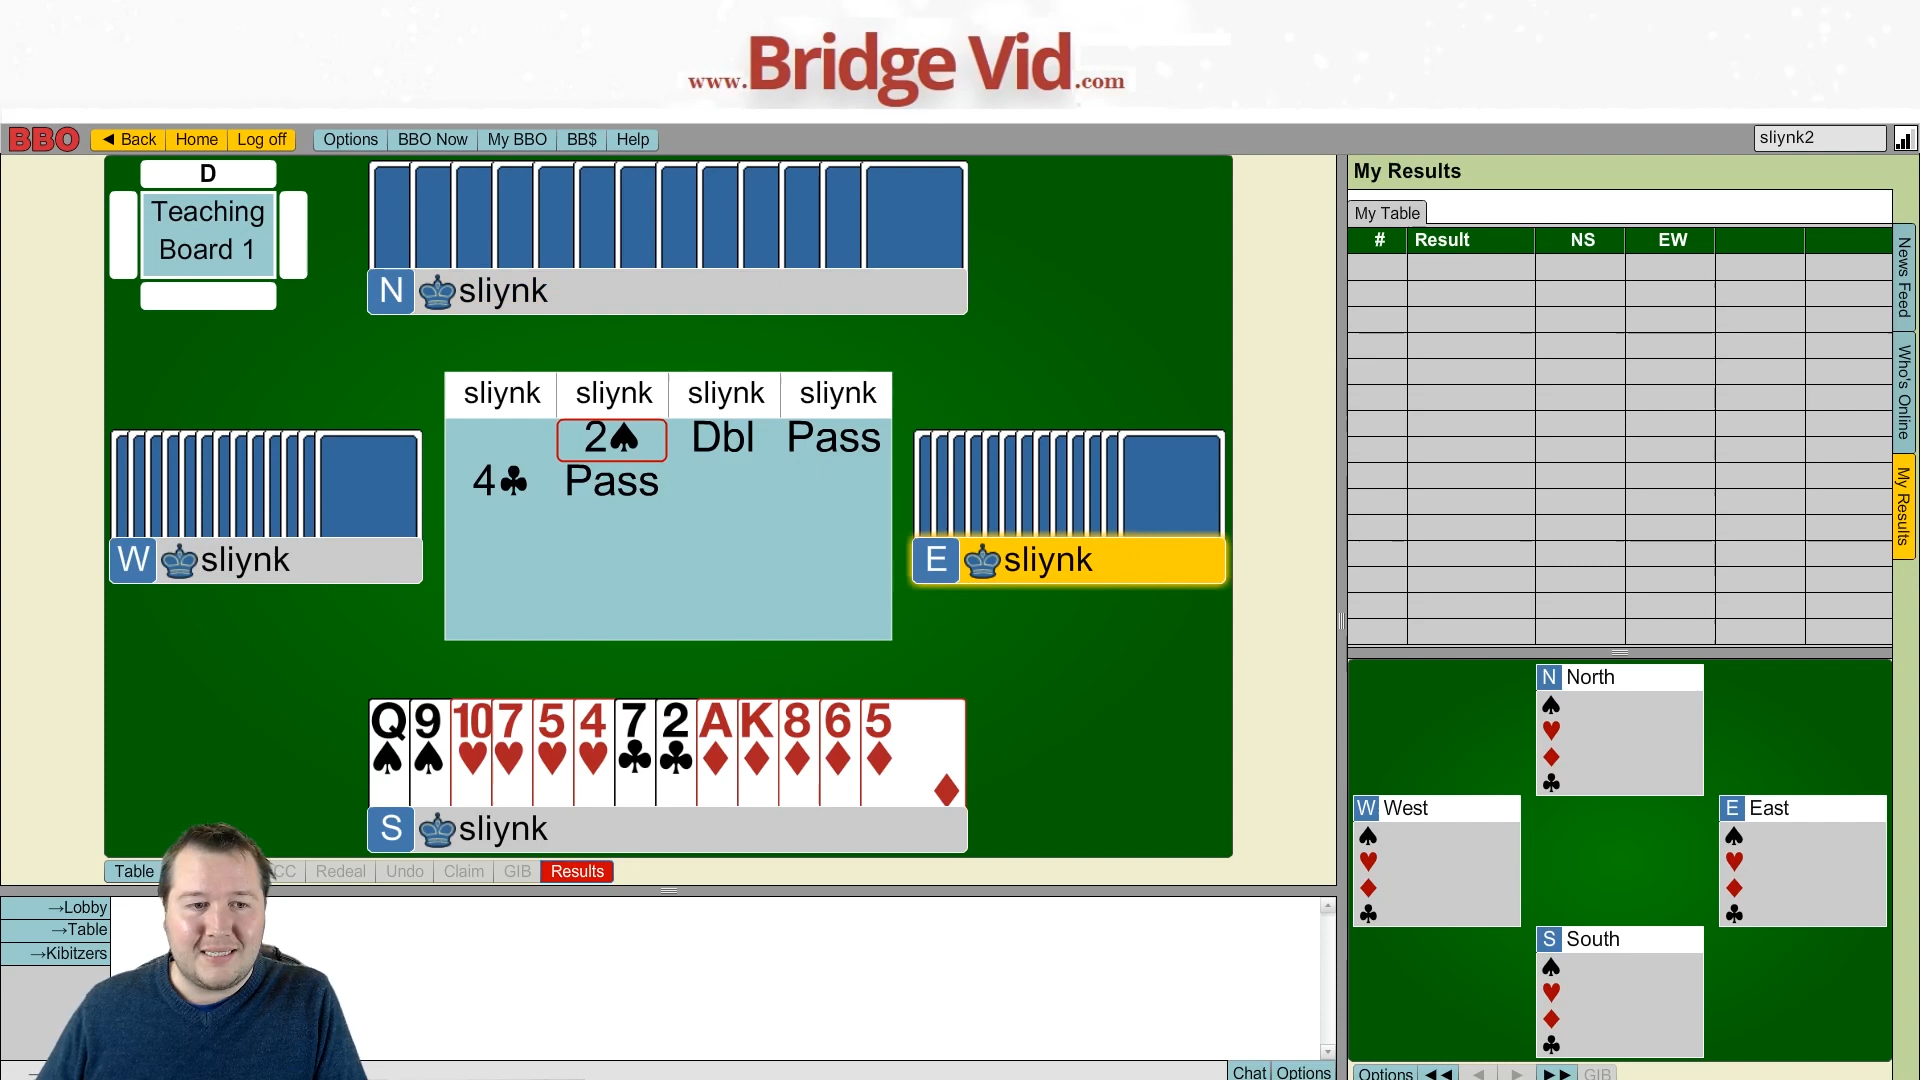 www.Bridge Vid.com
BBO
◄ Back Home Log off Options BBO Now My BBO BB$ Help
sliynk2
D
Teaching
Board 1
N sliynk
sliynk sliynk sliynk sliynk
2♠ Dbl Pass
4♣ Pass
W sliynk
E sliynk
Q♠ 9♠ 10♥ 7♥ 5♥ 4♥ 7♣ 2♣ A♦ K♦ 8♦ 6♦ 5♦
S sliynk
Table CC Redeal Undo Claim GIB Results
→Lobby
→Table
→Kibitzers
Chat Options
My Results
My Table
# Result NS EW
News Feed
Who's Online
My Results
N North
♠
♥
♦
♣
W West
♠
♥
♦
♣
E East
♠
♥
♦
♣
S South
♠
♥
♦
♣
Options ◄◄ ◄ ► ►► GIB